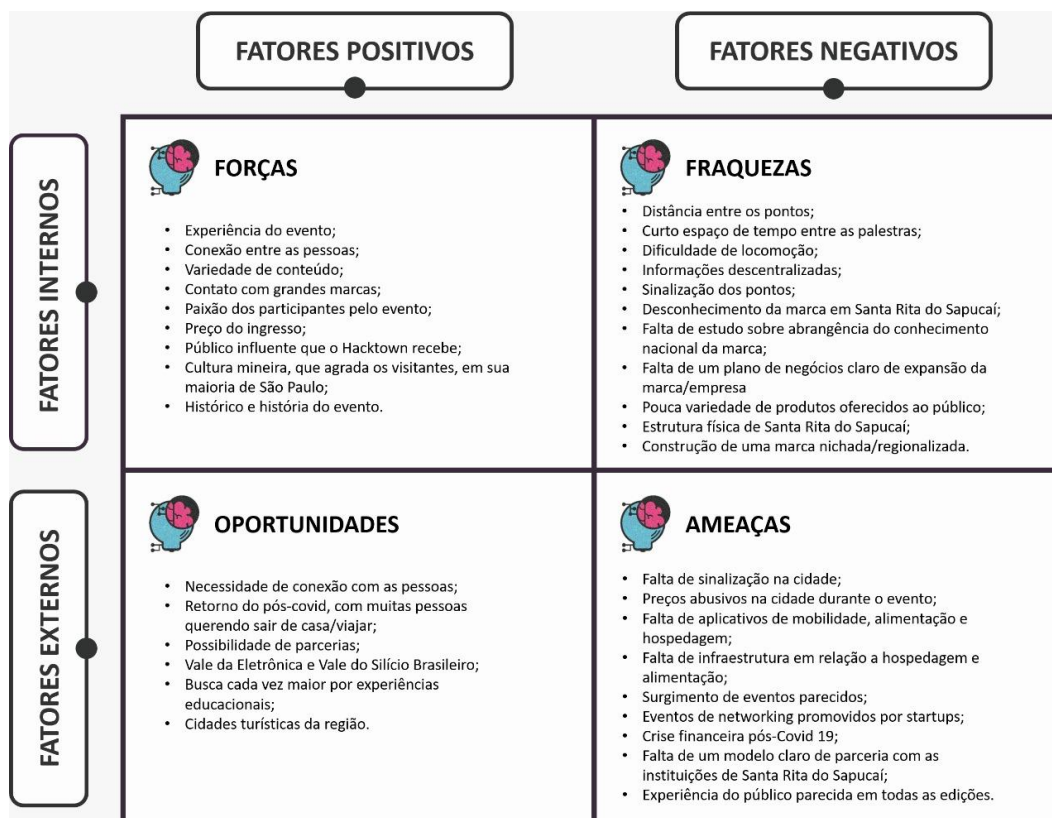 FATORES POSITIVOS
FATORES NEGATIVOS
FATORES INTERNOS
FORÇAS
• Experiência do evento;
• Conexão entre as pessoas;
• Variedade de conteúdo;
• Contato com grandes marcas;
• Paixão dos participantes pelo evento;
• Preço do ingresso;
• Público influente que o Hacktown recebe;
• Cultura mineira, que agrada os visitantes, em sua
maioria de São Paulo;
• Histórico e história do evento.
FRAQUEZAS
• Distância entre os pontos;
• Curto espaço de tempo entre as palestras;
• Dificuldade de locomoção;
• Informações descentralizadas;
• Sinalização dos pontos;
• Desconhecimento da marca em Santa Rita do Sapucaí;
• Falta de estudo sobre abrangência do conhecimento
nacional da marca;
• Falta de um plano de negócios claro de expansão da
marca/empresa
• Pouca variedade de produtos oferecidos ao público;
• Estrutura física de Santa Rita do Sapucaí;
• Construção de uma marca nichada/regionalizada.
FATORES EXTERNOS
OPORTUNIDADES
• Necessidade de conexão com as pessoas;
• Retorno do pós-covid, com muitas pessoas
querendo sair de casa/viajar;
• Possibilidade de parcerias;
• Vale da Eletrônica e Vale do Silício Brasileiro;
• Busca cada vez maior por experiências
educacionais;
• Cidades turísticas da região.
AMEAÇAS
• Falta de sinalização na cidade;
• Preços abusivos na cidade durante o evento;
• Falta de aplicativos de mobilidade, alimentação e
hospedagem;
• Falta de infraestrutura em relação a hospedagem e
alimentação;
• Surgimento de eventos parecidos;
• Eventos de networking promovidos por startups;
• Crise financeira pós-Covid 19;
• Falta de um modelo claro de parceria com as
instituições de Santa Rita do Sapucaí;
• Experiência do público parecida em todas as edições.